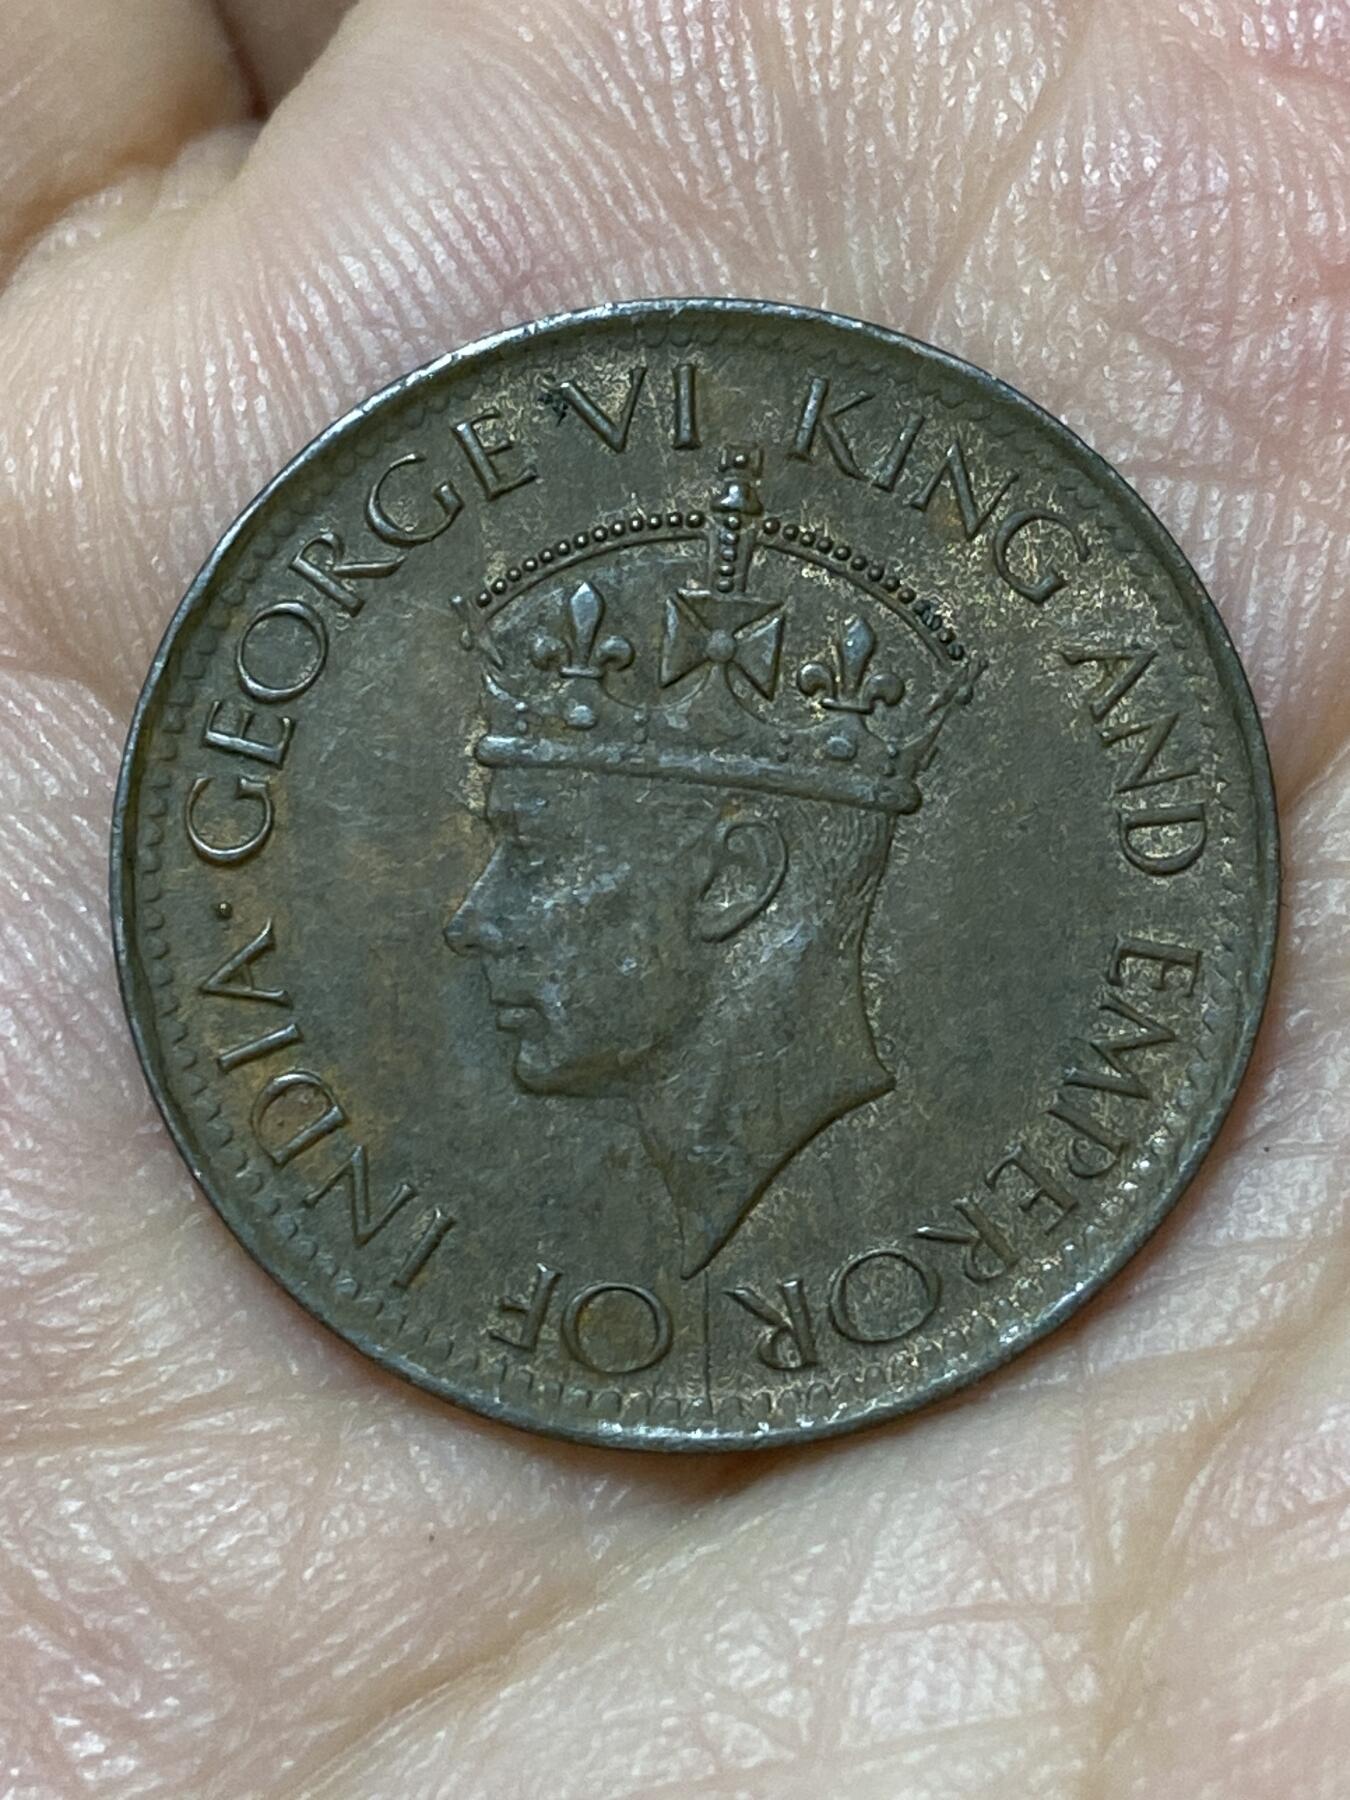 GEORGE VI KING AND EMPEROR OF INDIA·